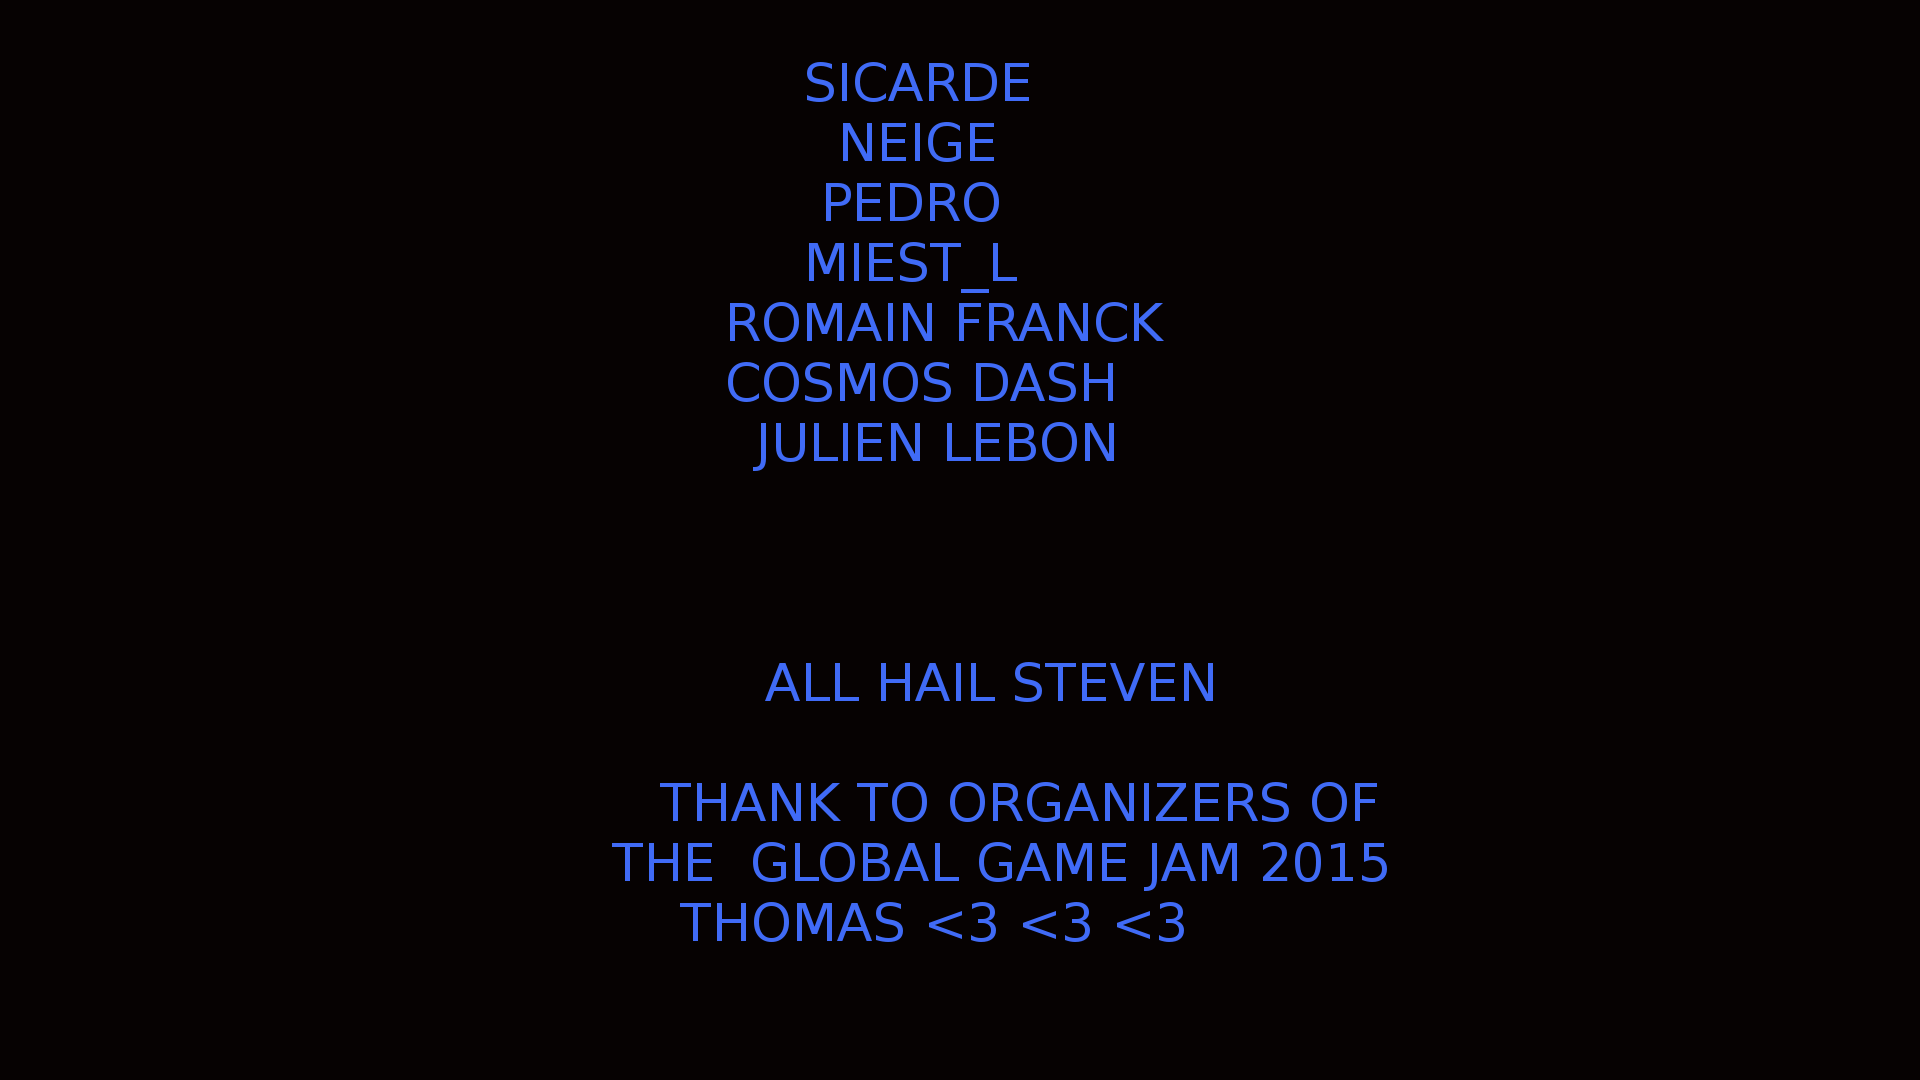 SICARDE
NEIGE
PEDRO
MIEST_L
ROMAIN FRANCK
COSMOS DASH
JULIEN LEBON
ALL HAIL STEVEN
THANK TO ORGANIZERS OF
THE  GLOBAL GAME JAM 2015
THOMAS <3 <3 <3